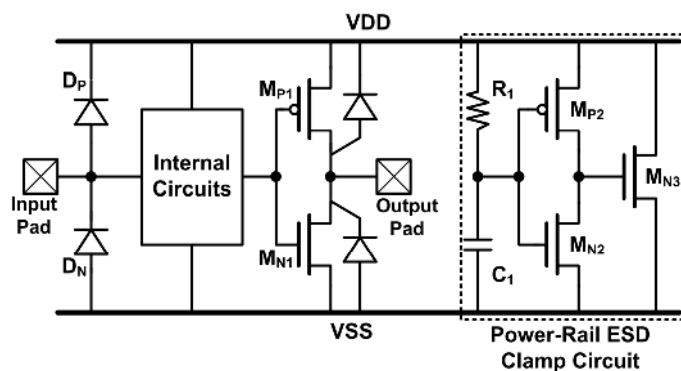 VDD
DP
MP1
R1
MP2
Input
Pad
Internal
Circuits
Output
Pad
MN3
DN
MN1
C1
MN2
VSS
Power-Rail ESD
Clamp Circuit